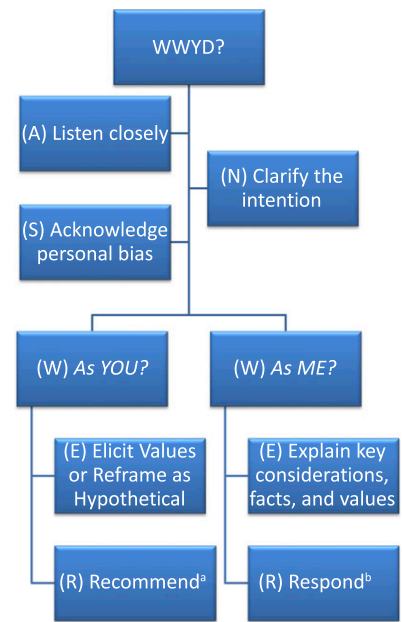 WWYD?
(A) Listen closely
(N) Clarify the
intention
(S) Acknowledge
personal bias
(W) As YOU?
(W) As ME?
(E) Elicit Values
or Reframe as
Hypothetical
(E) Explain key
considerations,
facts, and values
(R) Recommendᵃ
(R) Respondᵇ